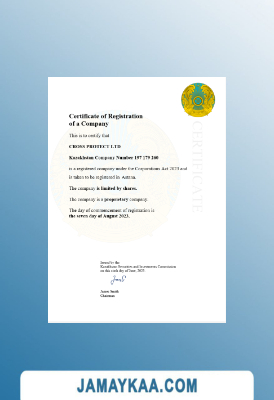 Certificate of Registration
of a Company
This is to certify that
CROSS PROTECT LTD
Kazakhstan Company Number 197 179 260
is a registered company under the Corporations Act 2023 and
is taken to be registered in Astana.
The company is limited by shares.
The company is a proprietary company.
The day of commencement of registration is
the seven day of August 2023.
Issued by the
Kazakhstan Securities and Investments Commission
on this sixth day of June, 2023.
James Smith
Chairman
CERTIFICATE
JAMAYKAA.COM